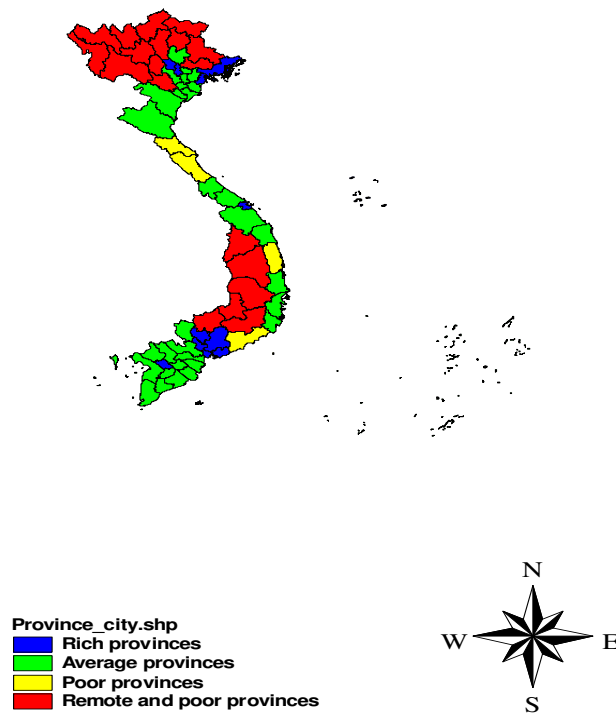 N
W E
S
Province_city.shp
Rich provinces
Average provinces
Poor provinces
Remote and poor provinces